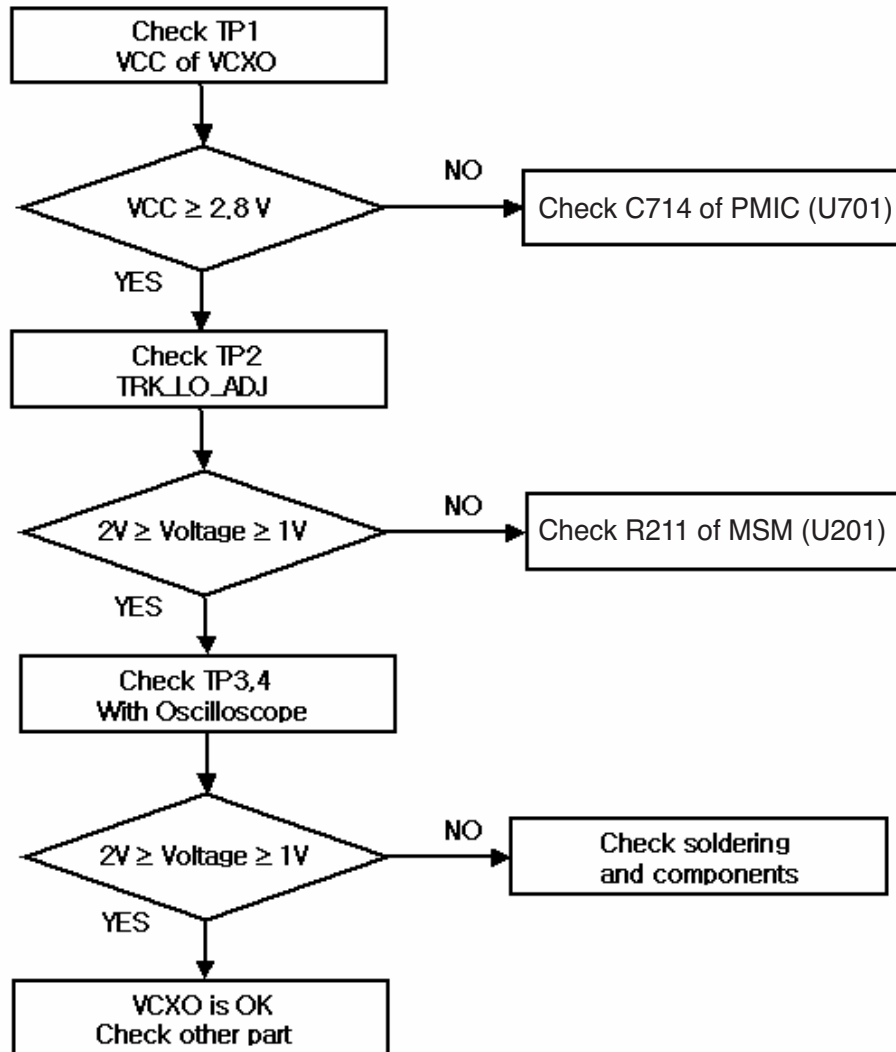 Check TP1
VCC of VCXO
NO
VCC ≥ 2.8 V
Check C714 of PMIC (U701)
YES
Check TP2
TRK_LO_ADJ
NO
2V ≥ Voltage ≥ 1V
Check R211 of MSM (U201)
YES
Check TP3,4
With Oscilloscope
NO
2V ≥ Voltage ≥ 1V
Check soldering
and components
YES
VCXO is OK
Check other part